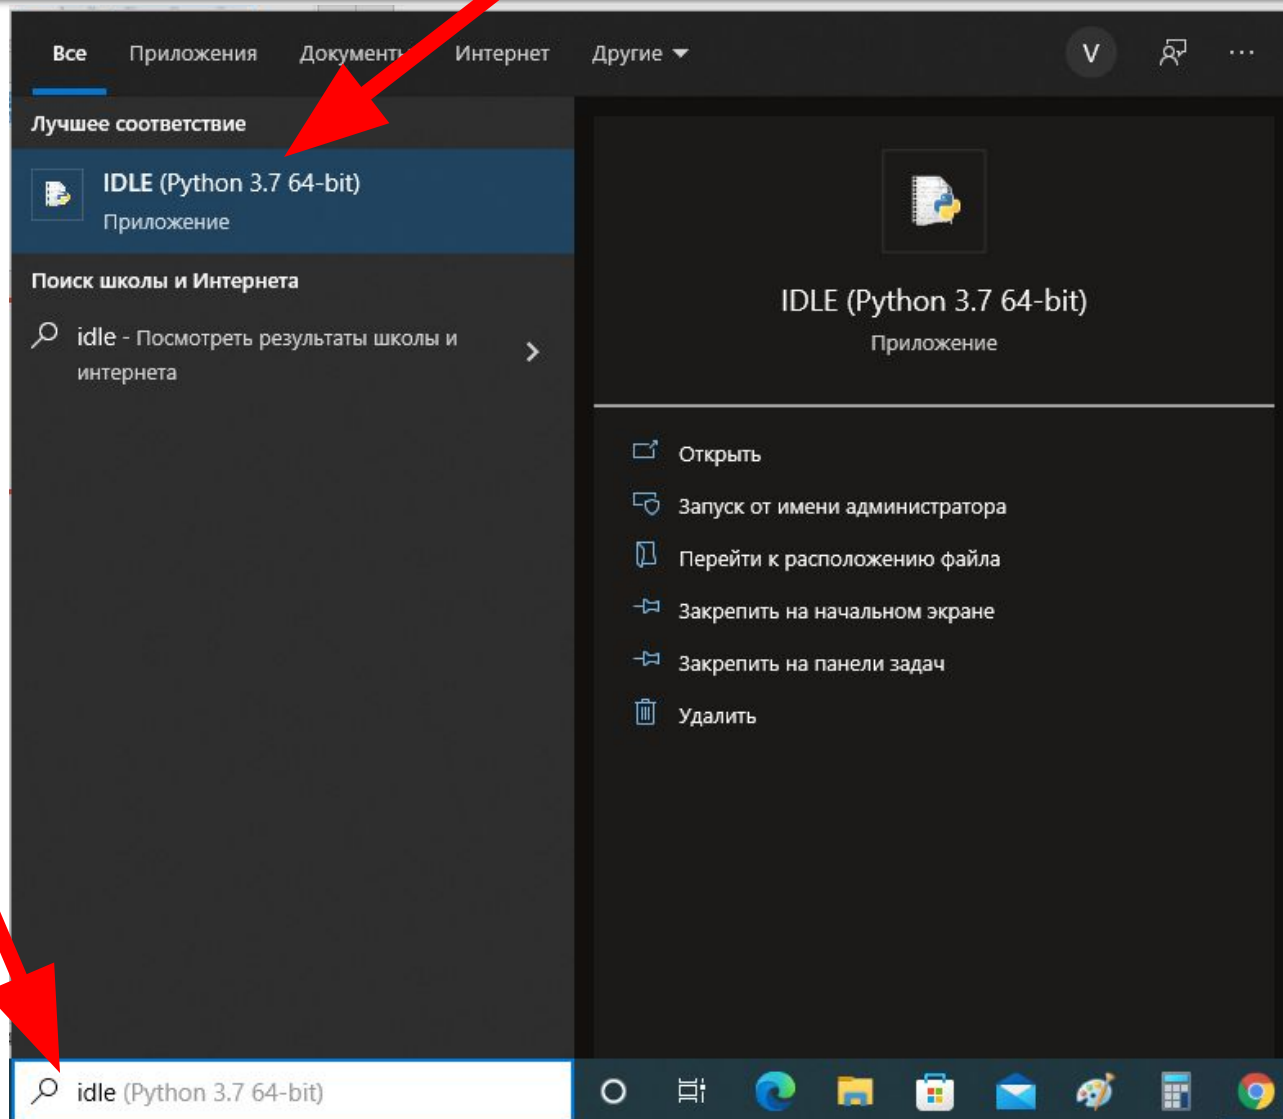 Все Приложения Документы Интернет Другие
V
Лучшее соответствие
IDLE (Python 3.7 64-bit)
Приложение
Поиск школы и Интернета
idle - Посмотреть результаты школы и
интернета
IDLE (Python 3.7 64-bit)
Приложение
Открыть
Запуск от имени администратора
Перейти к расположению файла
Закрепить на начальном экране
Закрепить на панели задач
Удалить
idle (Python 3.7 64-bit)